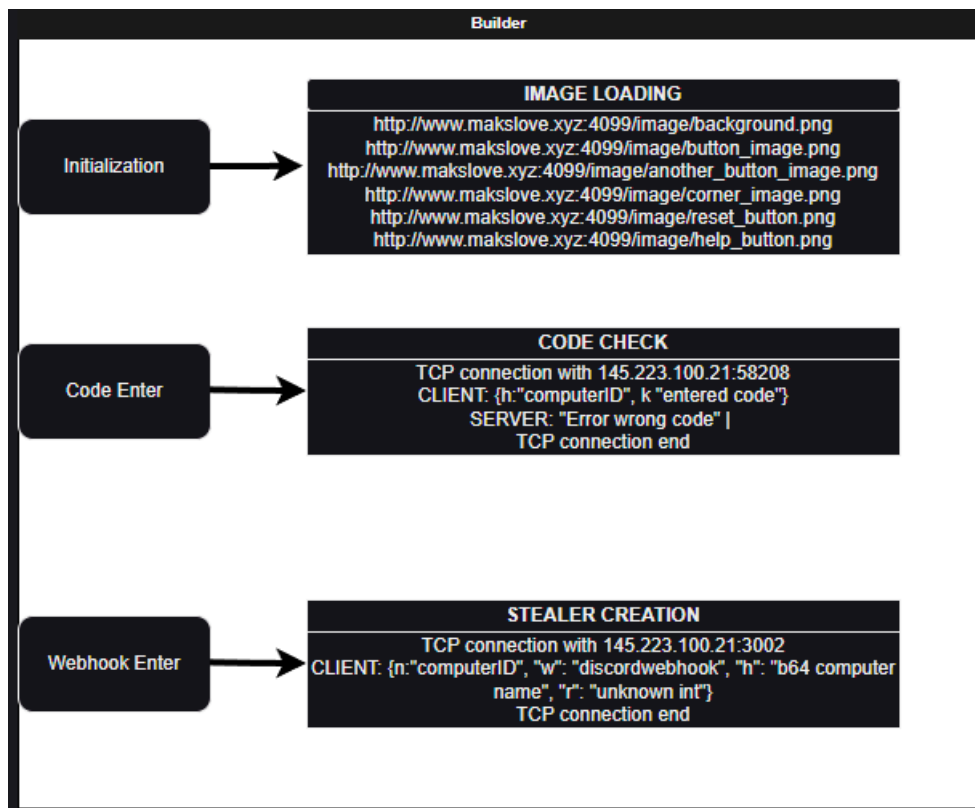 Builder
Initialization
IMAGE LOADING
http://www.makslove.xyz:4099/image/background.png
http://www.makslove.xyz:4099/image/button_image.png
http://www.makslove.xyz:4099/image/another_button_image.png
http://www.makslove.xyz:4099/image/corner_image.png
http://www.makslove.xyz:4099/image/reset_button.png
http://www.makslove.xyz:4099/image/help_button.png
Code Enter
CODE CHECK
TCP connection with 145.223.100.21:58208
CLIENT: {h:"computerID", k "entered code"}
SERVER: "Error wrong code" |
TCP connection end
Webhook Enter
STEALER CREATION
TCP connection with 145.223.100.21:3002
CLIENT: {n:"computerID", "w": "discordwebhook", "h": "b64 computer
name", "r": "unknown int"}
TCP connection end